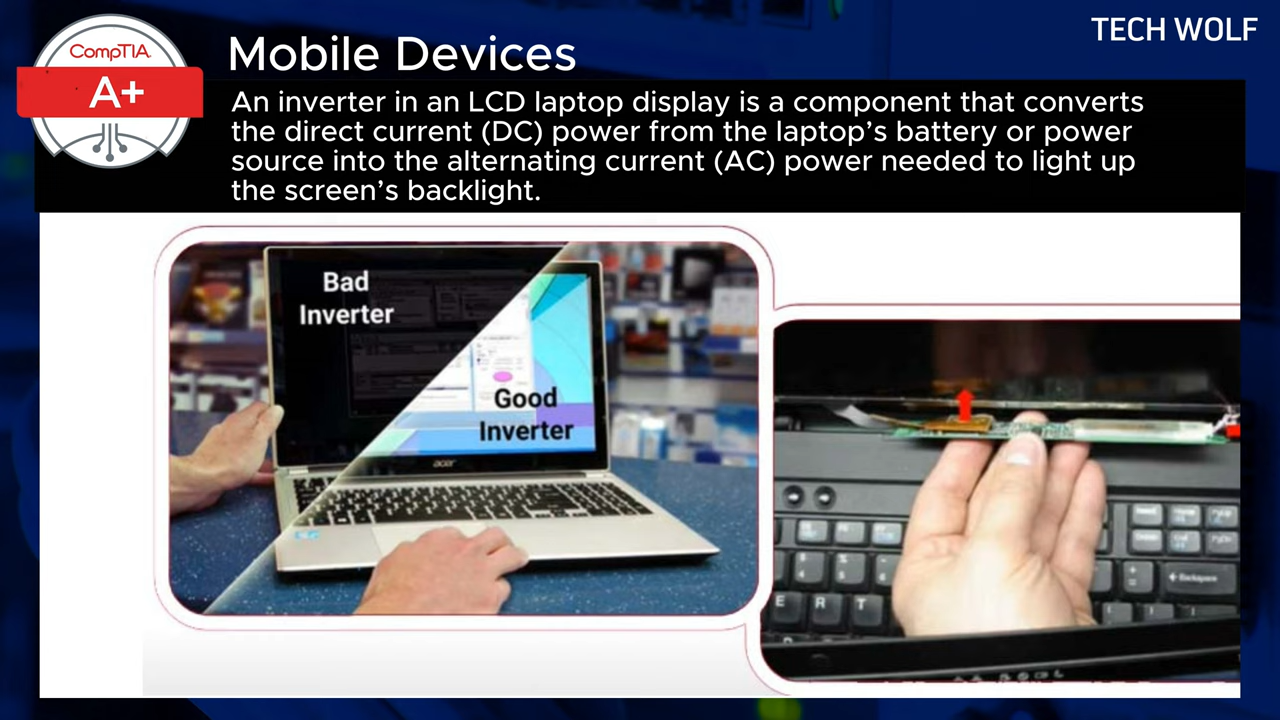 CompTIA.
A+
Mobile Devices
TECH WOLF
An inverter in an LCD laptop display is a component that converts
the direct current (DC) power from the laptop's battery or power
source into the alternating current (AC) power needed to light up
the screen's backlight.
Bad
Inverter
Good
Inverter
acer
Backspace
E R T